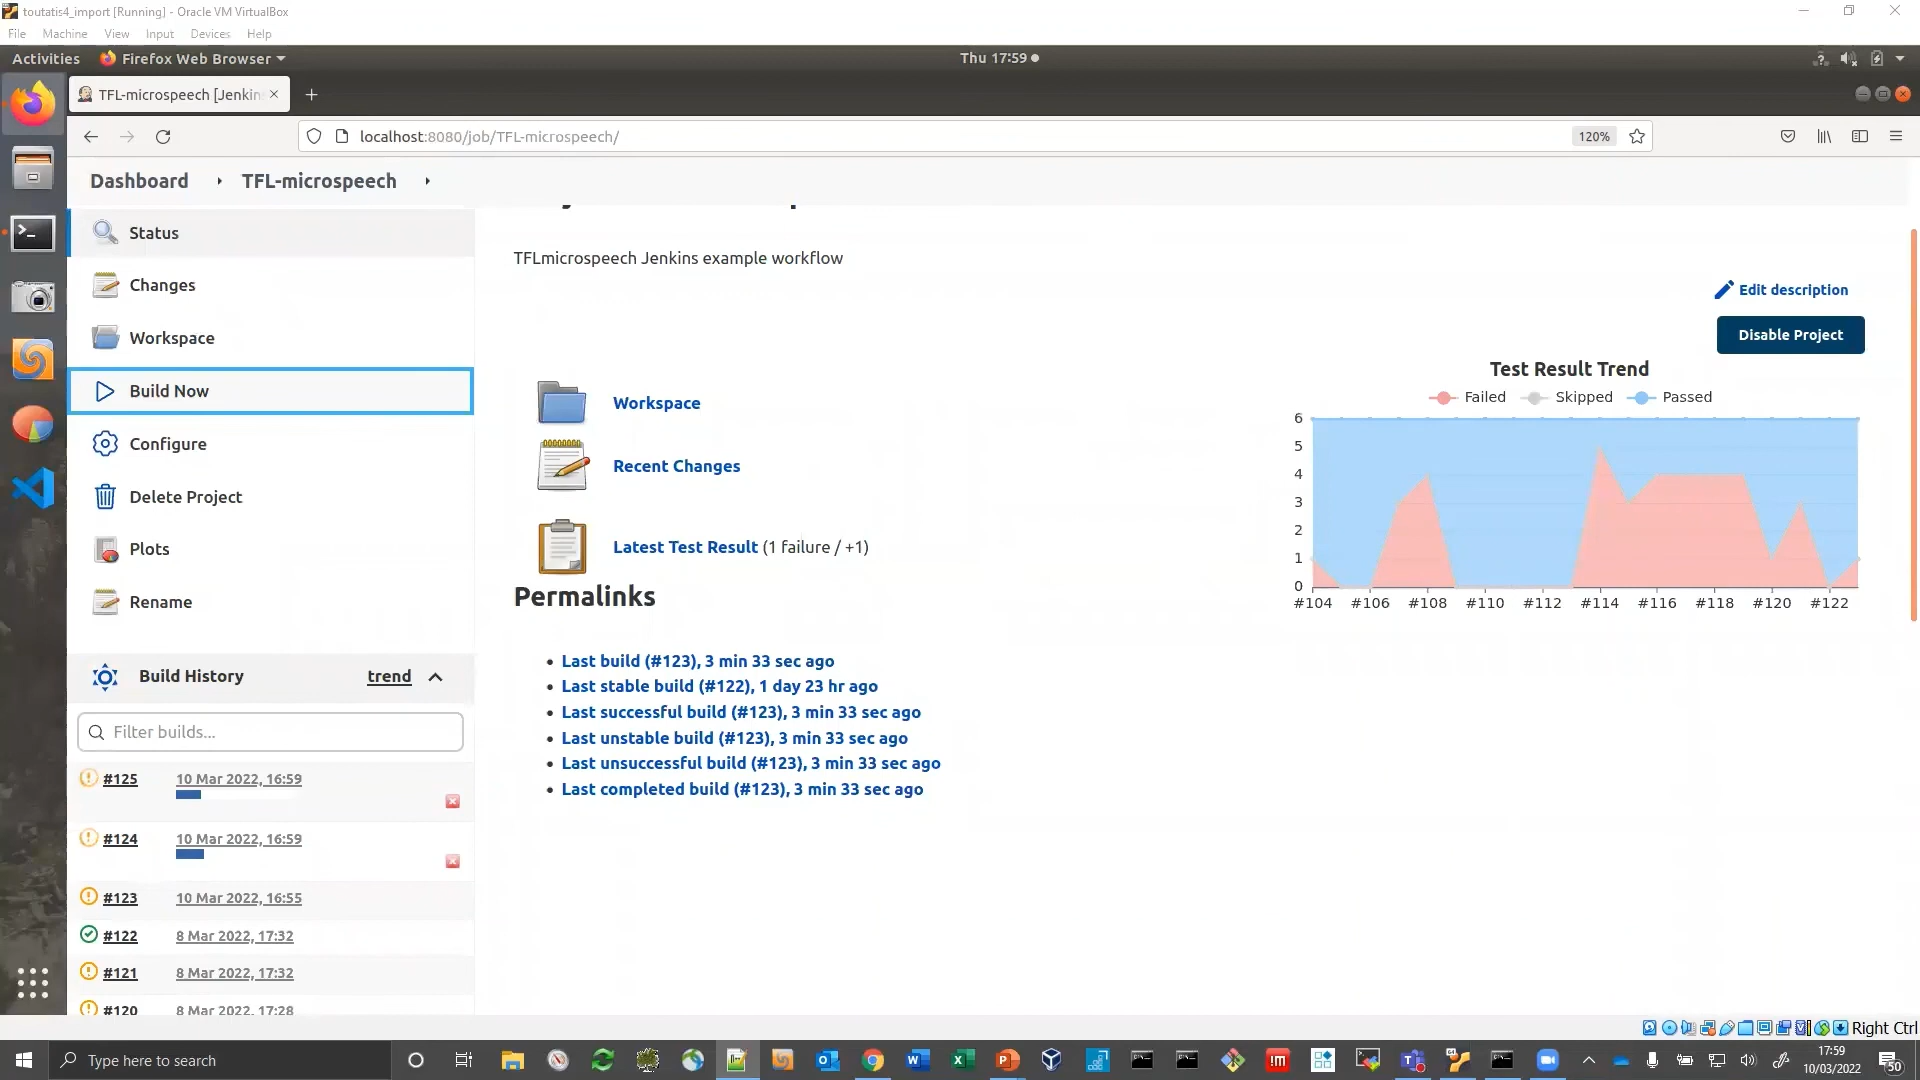 toutatis4_import [Running] - Oracle VM VirtualBox
File Machine View Input Devices Help
Activities Firefox Web Browser Thu 17:59
TFL-microspeech [Jenkin
localhost:8080/job/TFL-microspeech/ 120%
Dashboard TFL-microspeech
Status
Changes
Workspace
Build Now
Configure
Delete Project
Plots
Rename
Build History trend
Filter builds...
#125 10 Mar 2022, 16:59
#124 10 Mar 2022, 16:59
#123 10 Mar 2022, 16:55
#122 8 Mar 2022, 17:32
#121 8 Mar 2022, 17:32
#120 8 Mar 2022, 17:28
TFLmicrospeech Jenkins example workflow
Edit description
Disable Project
Workspace
Recent Changes
Latest Test Result (1 failure / +1)
Test Result Trend
Failed Skipped Passed
6
5
4
3
2
1
0
#104 #106 #108 #110 #112 #114 #116 #118 #120 #122
Permalinks
Last build (#123), 3 min 33 sec ago
Last stable build (#122), 1 day 23 hr ago
Last successful build (#123), 3 min 33 sec ago
Last unstable build (#123), 3 min 33 sec ago
Last unsuccessful build (#123), 3 min 33 sec ago
Last completed build (#123), 3 min 33 sec ago
Right Ctrl
Type here to search
17:59
10/03/2022
50